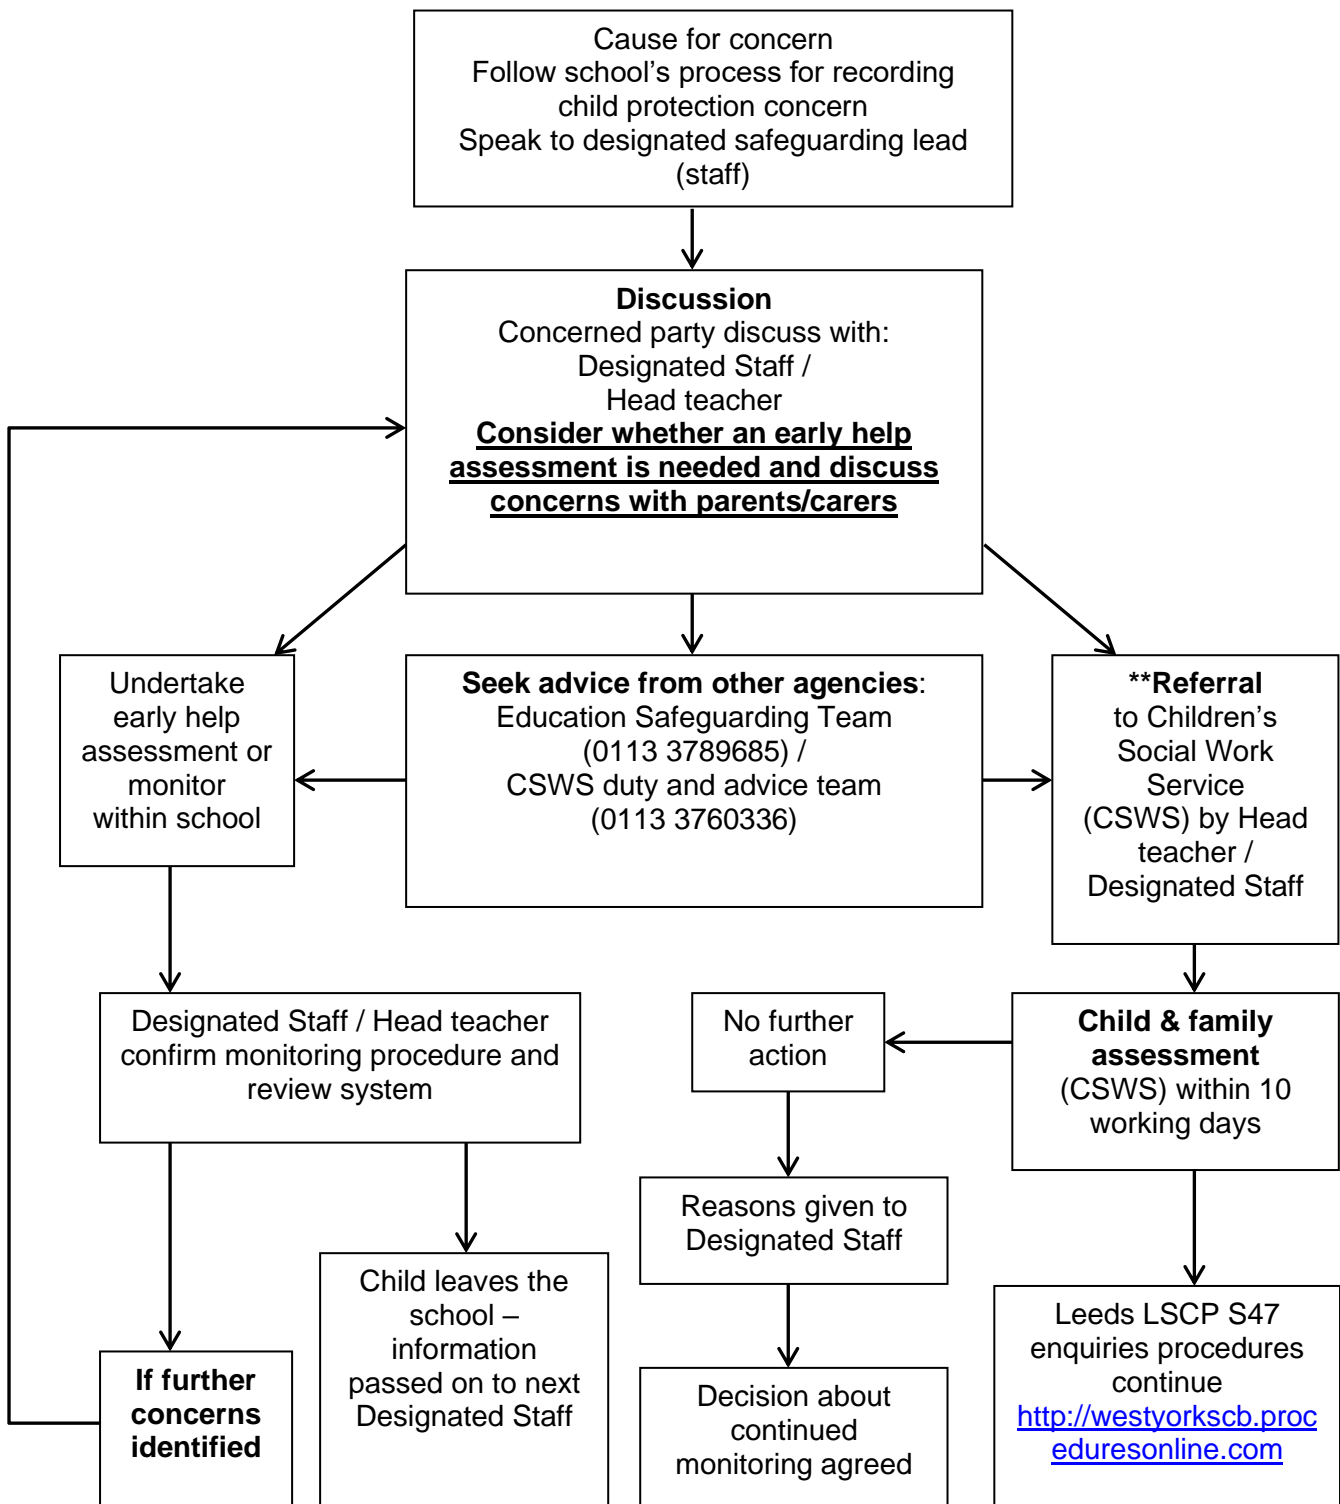 Cause for concern
Follow school’s process for recording
child protection concern
Speak to designated safeguarding lead
(staff)
Discussion
Concerned party discuss with:
Designated Staff /
Head teacher
Consider whether an early help
assessment is needed and discuss
concerns with parents/carers
Undertake
early help
assessment or
monitor
within school
Seek advice from other agencies:
Education Safeguarding Team
(0113 3789685) /
CSWS duty and advice team
(0113 3760336)
**Referral
to Children’s
Social Work
Service
(CSWS) by Head
teacher /
Designated Staff
Designated Staff / Head teacher
confirm monitoring procedure and
review system
No further
action
Child & family
assessment
(CSWS) within 10
working days
Reasons given to
Designated Staff
If further
concerns
identified
Child leaves the
school –
information
passed on to next
Designated Staff
Decision about
continued
monitoring agreed
Leeds LSCP S47
enquiries procedures
continue
http://westyorkscb.proc
eduresonline.com